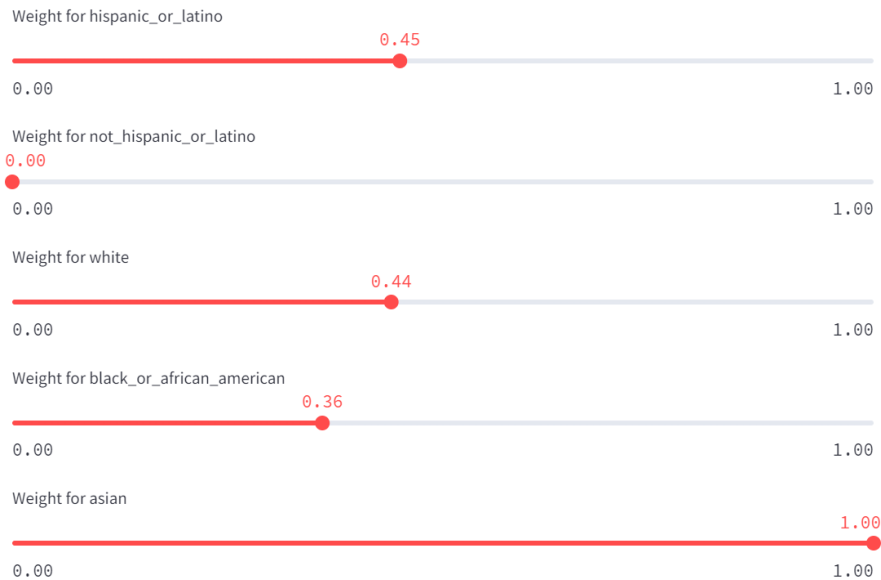 Weight for hispanic_or_latino
0.45
0.00 1.00
Weight for not_hispanic_or_latino
0.00
0.00 1.00
Weight for white
0.44
0.00 1.00
Weight for black_or_african_american
0.36
0.00 1.00
Weight for asian
1.00
0.00 1.00